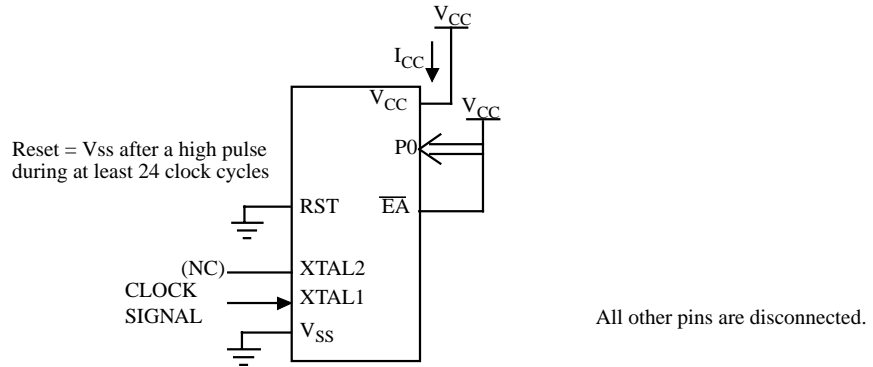 VCC
ICC
VCC
VCC
P0
Reset = Vss after a high pulse
during at least 24 clock cycles
RST
EA
(NC)
XTAL2
CLOCK
SIGNAL
XTAL1
VSS
All other pins are disconnected.